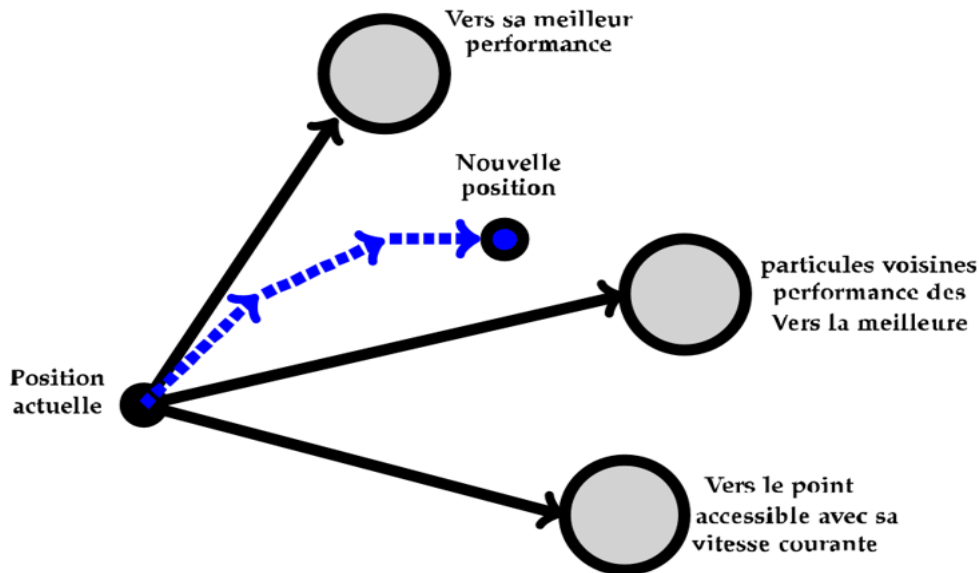 Vers sa meilleur
performance
Nouvelle
position
particules voisines
performance des
Vers la meilleure
Position
actuelle
Vers le point
accessible avec sa
vitesse courante